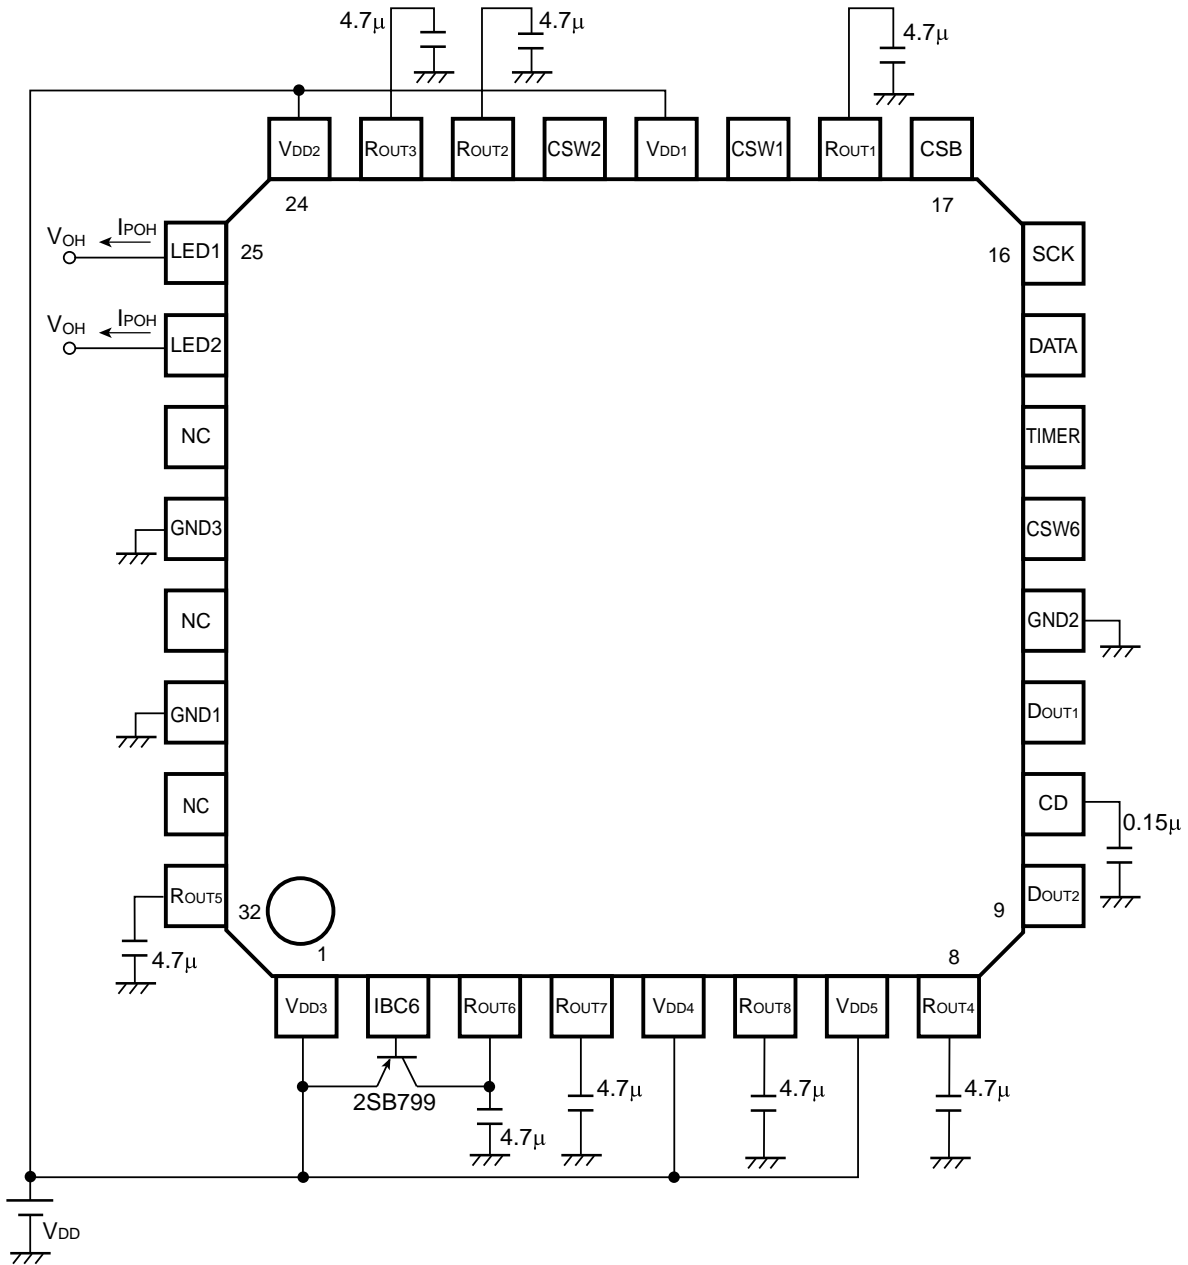 4.7μ
4.7μ
4.7μ
VDD2
ROUT3
ROUT2
CSW2
VDD1
CSW1
ROUT1
CSB
24
17
VOH
IPOH
LED1
25
16
SCK
VOH
IPOH
LED2
DATA
NC
TIMER
GND3
CSW6
NC
GND2
GND1
DOUT1
NC
CD
0.15μ
ROUT5
32
9
DOUT2
4.7μ
1
8
VDD3
IBC6
ROUT6
ROUT7
VDD4
ROUT8
VDD5
ROUT4
2SB799
4.7μ
4.7μ
4.7μ
4.7μ
VDD